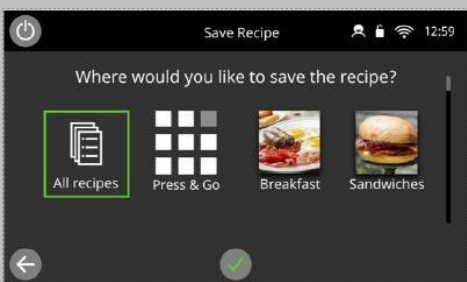 Save Recipe 12:59
Where would you like to save the recipe?
All recipes Press & Go Breakfast Sandwiches